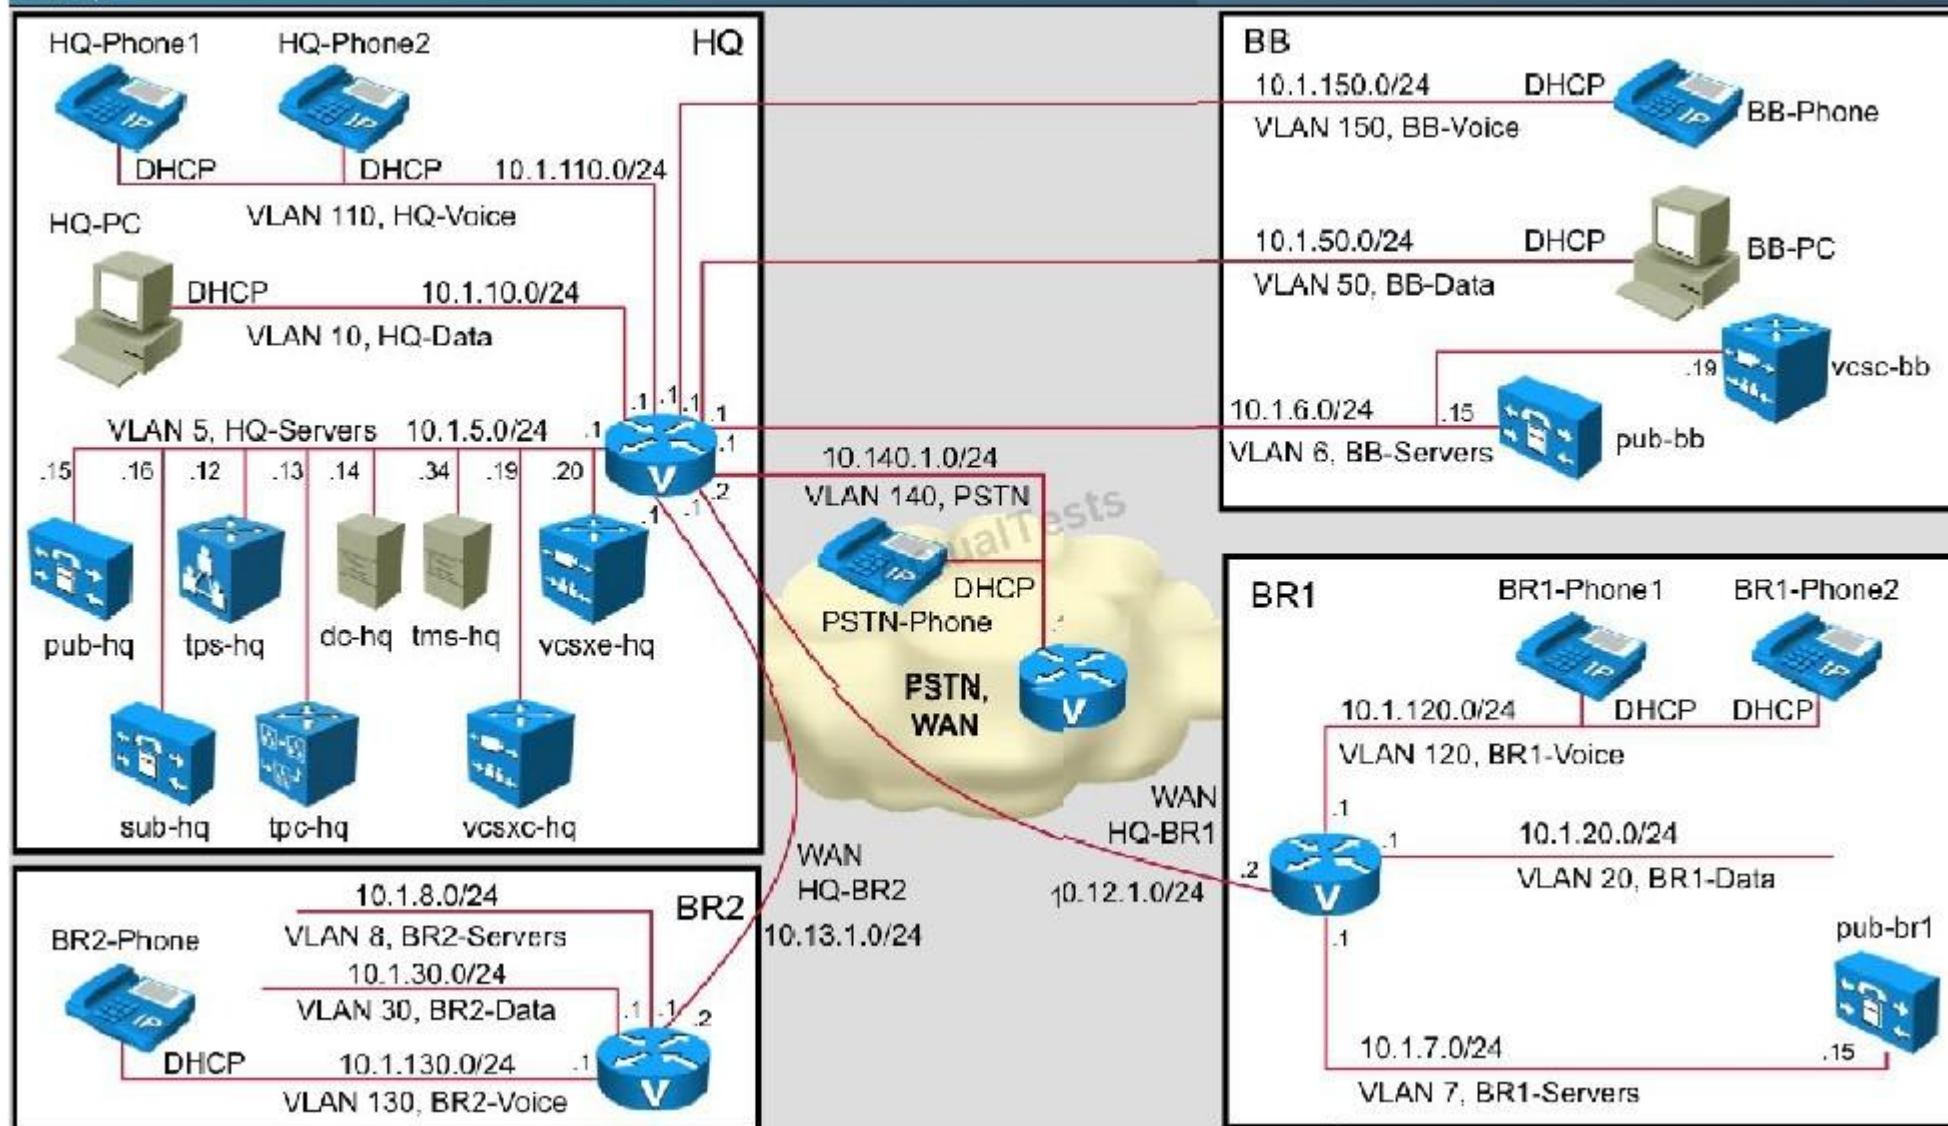 HQ-Phone1
HQ-Phone2
HQ
IP
IP
DHCP
DHCP
10.1.110.0/24
VLAN 110, HQ-Voice
HQ-PC
DHCP
10.1.10.0/24
VLAN 10, HQ-Data
.1
.1
.1
.1
.1
VLAN 5, HQ-Servers
10.1.5.0/24
.1
V
.2
.1
.1
.15
.16
.12
.13
.14
.34
.19
.20
pub-hq
tps-hq
dc-hq
tms-hq
vcsxe-hq
sub-hq
tpc-hq
vcsxc-hq
BB
10.1.150.0/24
DHCP
IP
BB-Phone
VLAN 150, BB-Voice
10.1.50.0/24
DHCP
BB-PC
VLAN 50, BB-Data
.19
vcsc-bb
10.1.6.0/24
.15
pub-bb
VLAN 6, BB-Servers
10.140.1.0/24
VLAN 140, PSTN
ualTests
IP
DHCP
PSTN-Phone
PSTN,
WAN
V
WAN
HQ-BR1
10.12.1.0/24
WAN
HQ-BR2
10.13.1.0/24
BR2
10.1.8.0/24
VLAN 8, BR2-Servers
BR2-Phone
IP
10.1.30.0/24
VLAN 30, BR2-Data
.1
.1
.2
DHCP
10.1.130.0/24
.1
V
VLAN 130, BR2-Voice
BR1
BR1-Phone1
BR1-Phone2
IP
IP
10.1.120.0/24
DHCP
DHCP
VLAN 120, BR1-Voice
.1
.1
10.1.20.0/24
VLAN 20, BR1-Data
.2
V
.1
pub-br1
10.1.7.0/24
.15
VLAN 7, BR1-Servers